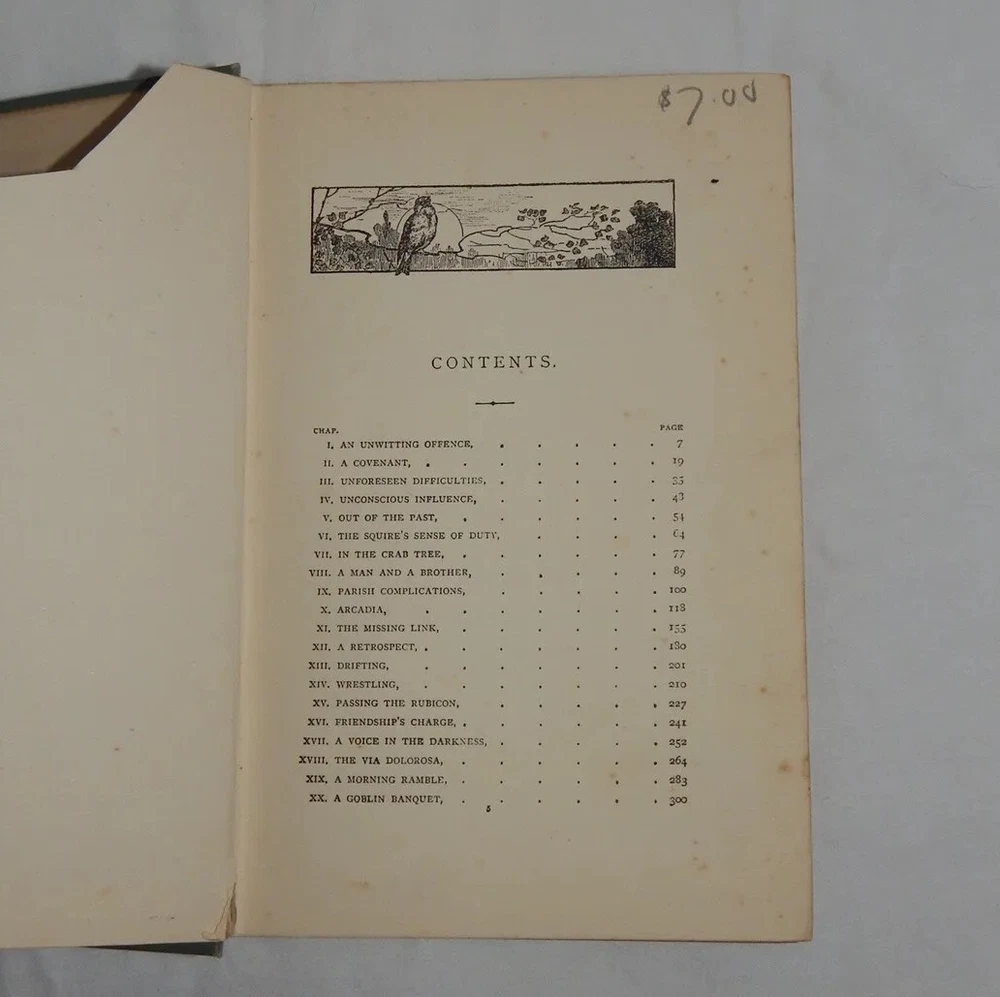 $7.00
CONTENTS.
CHAP. PAGE
I. AN UNWITTING OFFENCE, . . . . . 7
II. A COVENANT, . . . . . . . 19
III. UNFORESEEN DIFFICULTIES, . . . . . 35
IV. UNCONSCIOUS INFLUENCE, . . . . . 43
V. OUT OF THE PAST, . . . . . . 54
VI. THE SQUIRE'S SENSE OF DUTY, . . . . 64
VII. IN THE CRAB TREE, . . . . . . 77
VIII. A MAN AND A BROTHER, . . . . . 89
IX. PARISH COMPLICATIONS, . . . . . 100
X. ARCADIA, . . . . . . . 118
XI. THE MISSING LINK, . . . . . . 155
XII. A RETROSPECT, . . . . . . . 180
XIII. DRIFTING, . . . . . . . 201
XIV. WRESTLING, . . . . . . . 210
XV. PASSING THE RUBICON, . . . . . 227
XVI. FRIENDSHIP'S CHARGE, . . . . . . 241
XVII. A VOICE IN THE DARKNESS, . . . . . 252
XVIII. THE VIA DOLOROSA, . . . . . . 264
XIX. A MORNING RAMBLE, . . . . . . 283
XX. A GOBLIN BANQUET, . . . . . . 300
5